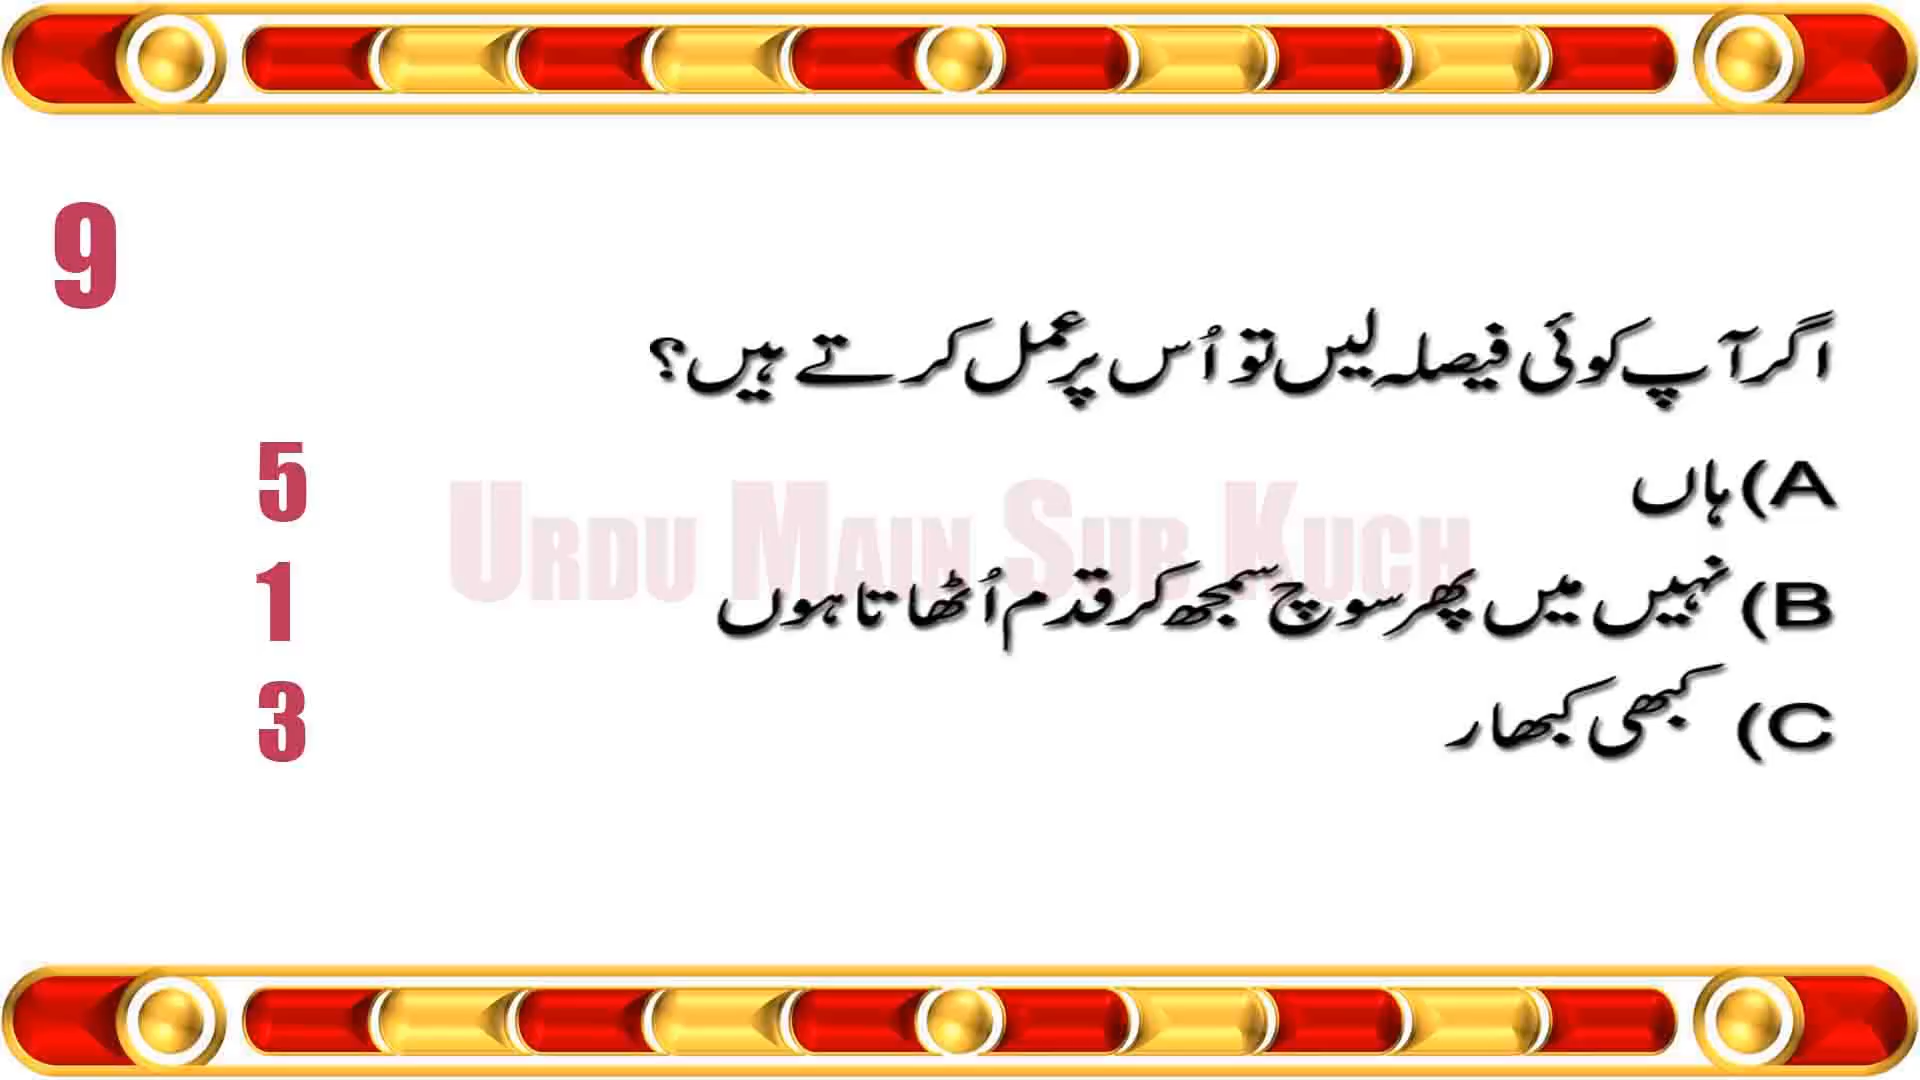 9
اگر آپ کوئی فیصلہ لیں تو اُس پر عمل کرتے ہیں؟
A) ہاں 5
URDU MAIN SUB KUCH
B) نہیں میں پھر سوچ سمجھ کر قدم اُٹھاتا ہوں 1
C) کبھی کبھار 3